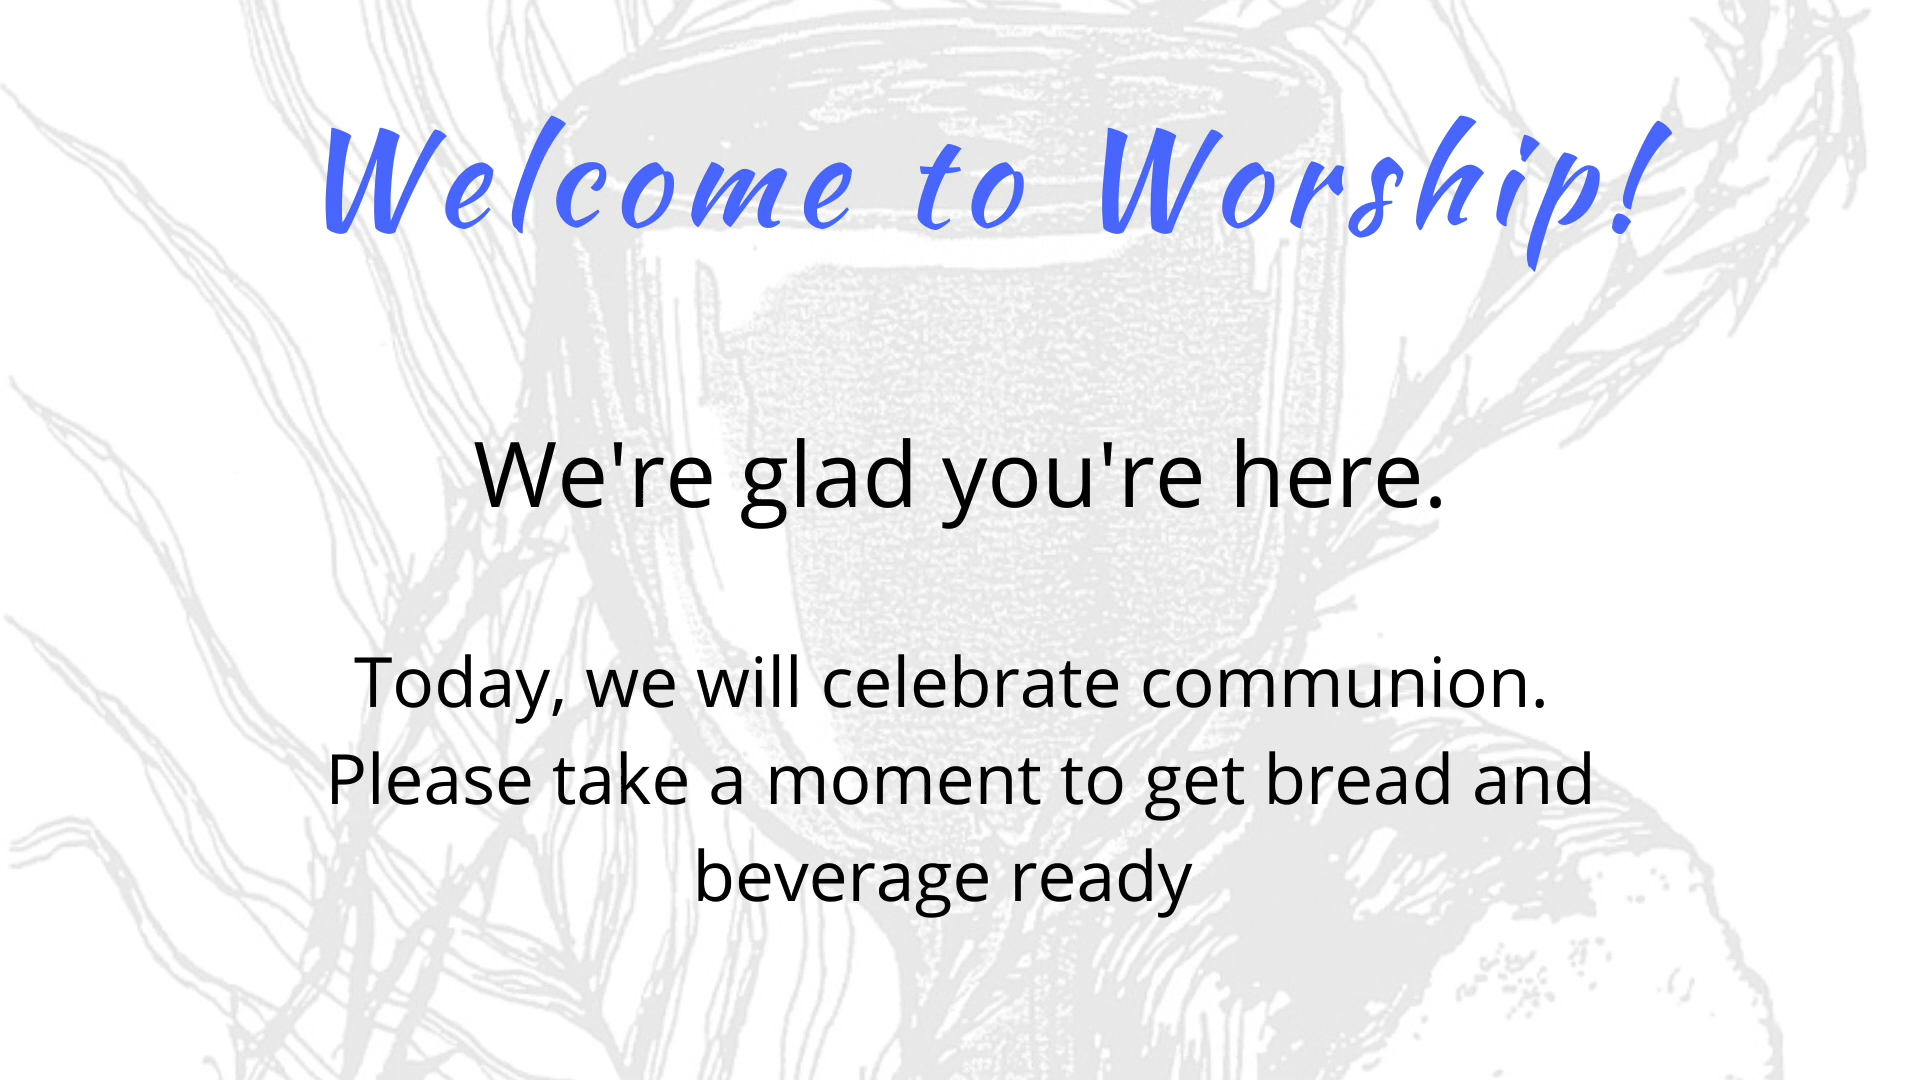 Welcome to Worship!
We're glad you're here.
Today, we will celebrate communion.
Please take a moment to get bread and
beverage ready